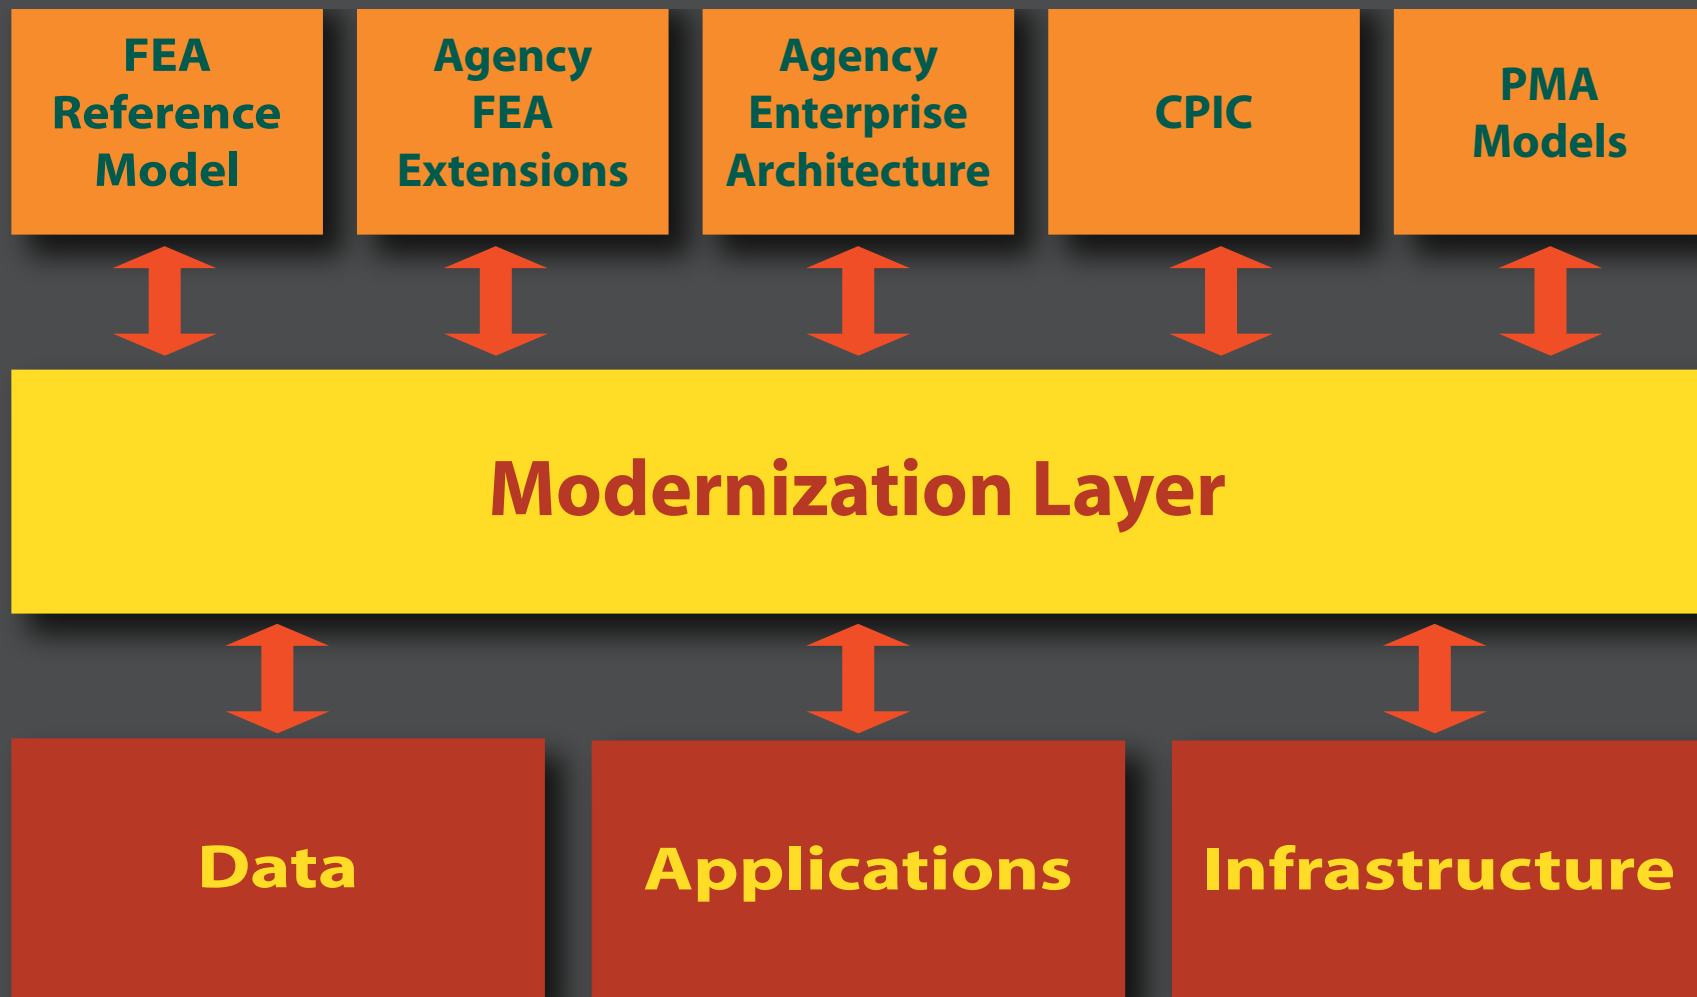 FEA
Reference
Model
Agency
FEA
Extensions
Agency
Enterprise
Architecture
CPIC
PMA
Models
Modernization Layer
Data
Applications
Infrastructure